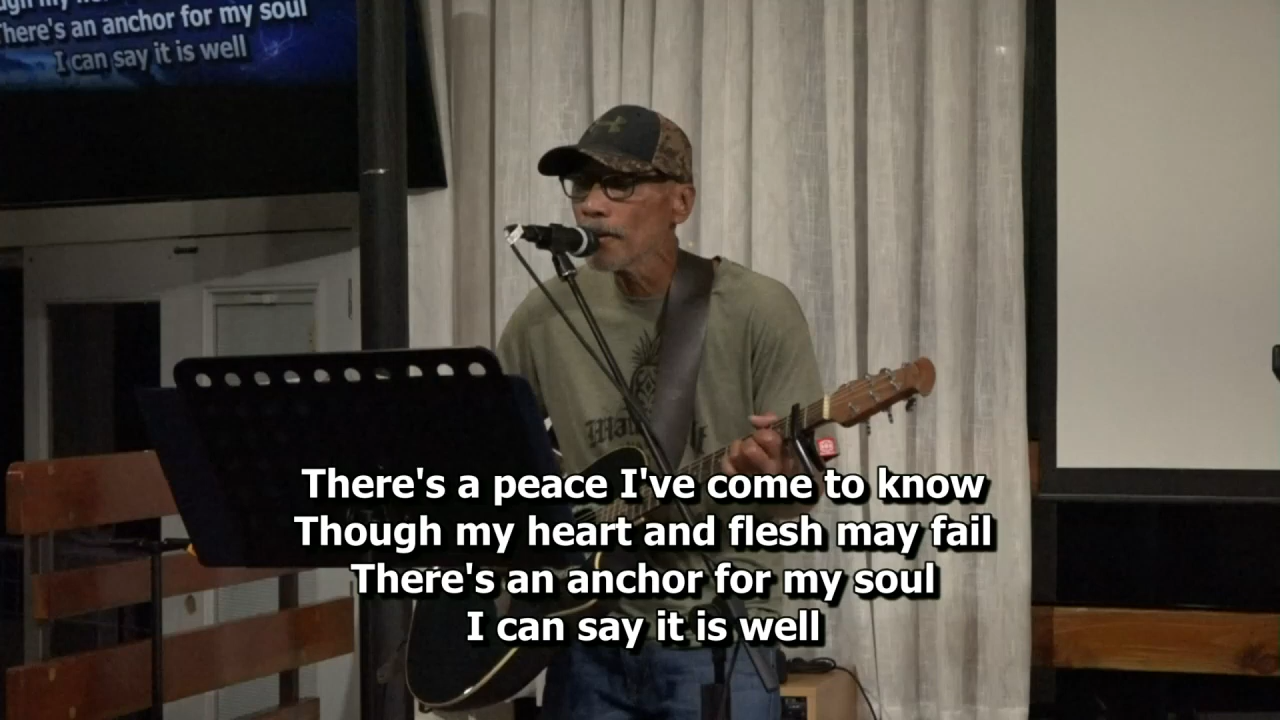 There's an anchor for my soul
I can say it is well
There's a peace I've come to know
Though my heart and flesh may fail
There's an anchor for my soul
I can say it is well